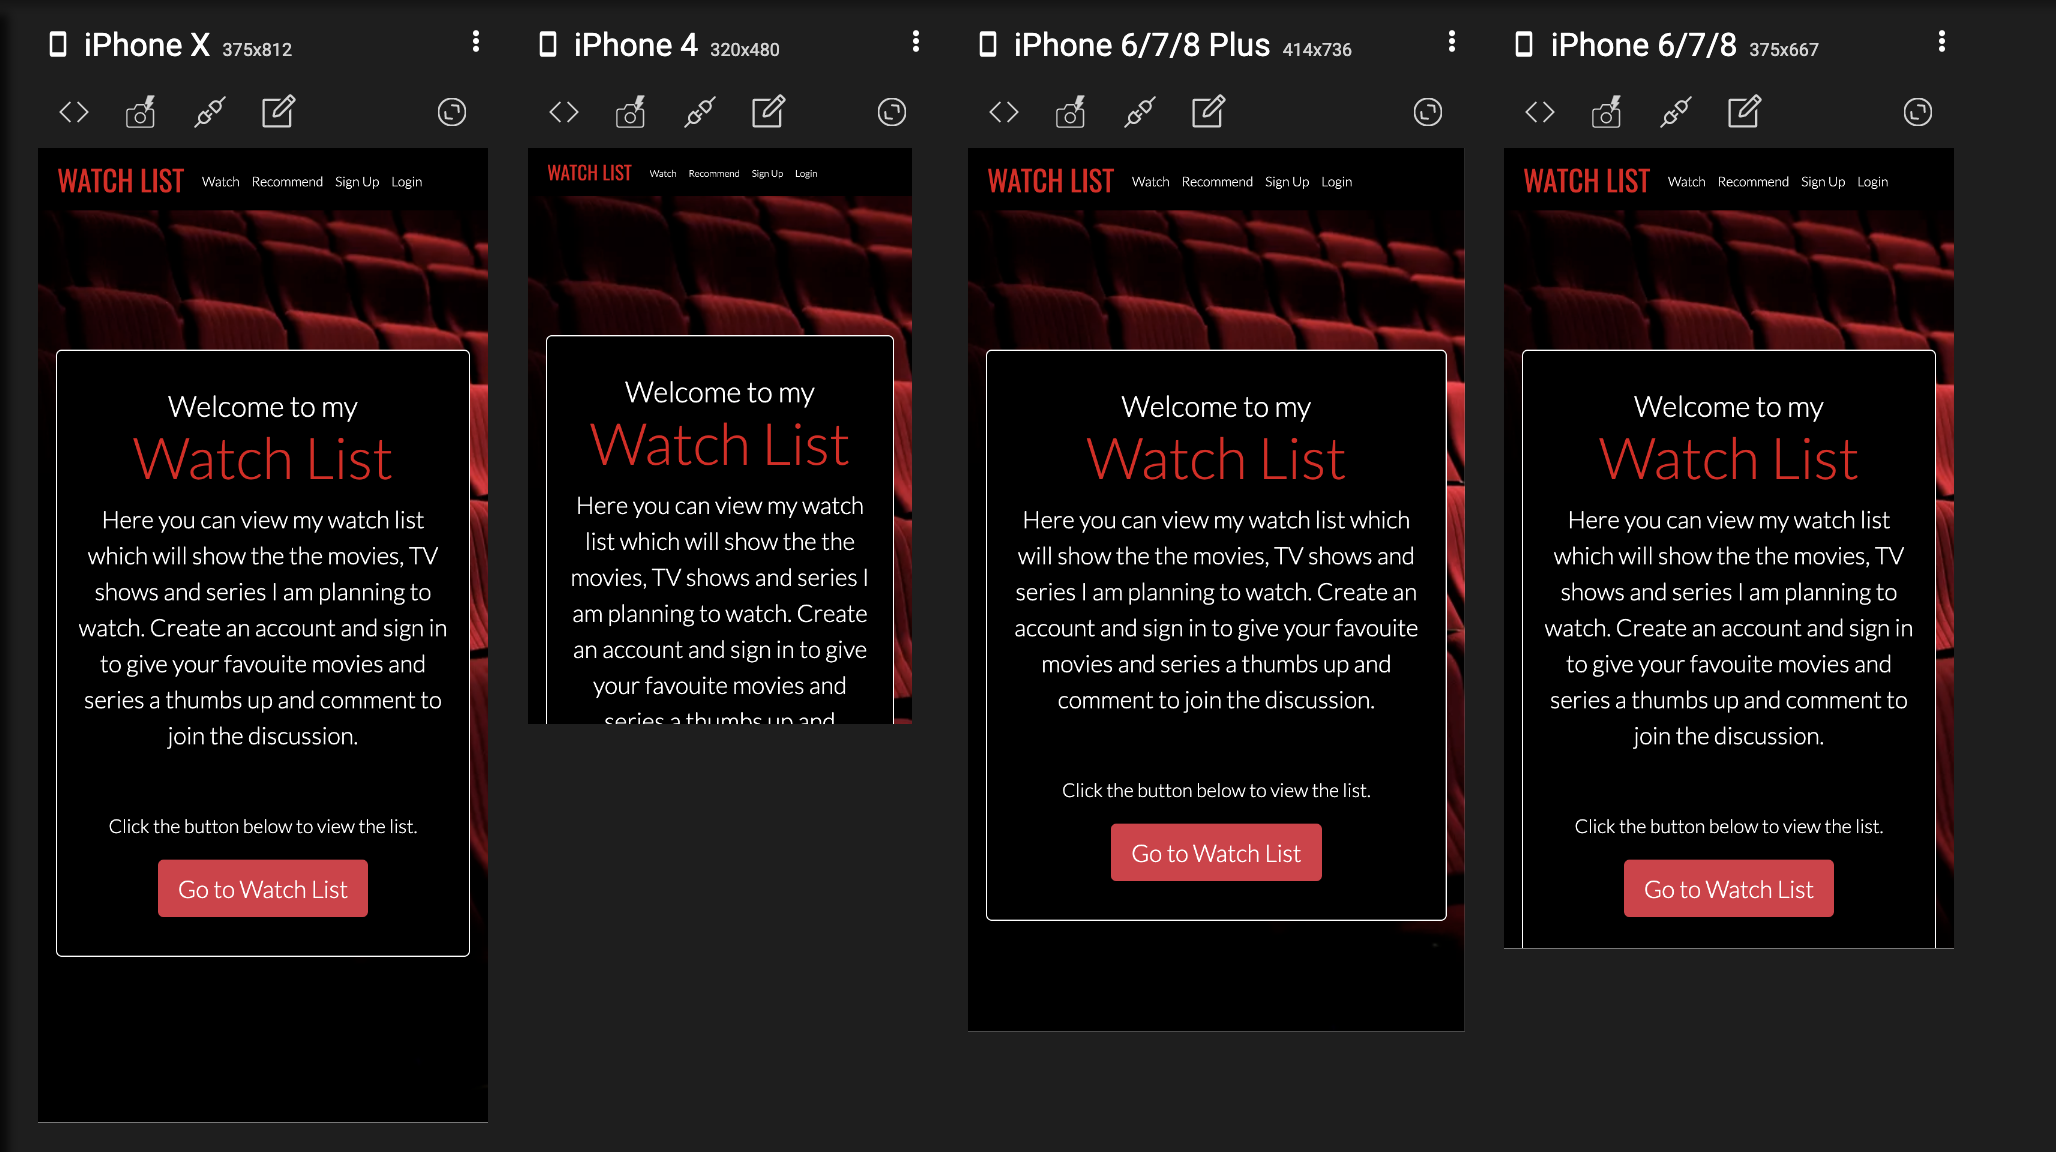 iPhone X 375x812
WATCH LIST Watch Recommend Sign Up Login
Welcome to my
Watch List
Here you can view my watch list
which will show the the movies, TV
shows and series I am planning to
watch. Create an account and sign in
to give your favouite movies and
series a thumbs up and comment to
join the discussion.
Click the button below to view the list.
Go to Watch List
iPhone 4 320x480
WATCH LIST Watch Recommend Sign Up Login
Welcome to my
Watch List
Here you can view my watch
list which will show the the
movies, TV shows and series I
am planning to watch. Create
an account and sign in to give
your favouite movies and
series a thumbs up and
iPhone 6/7/8 Plus 414x736
WATCH LIST Watch Recommend Sign Up Login
Welcome to my
Watch List
Here you can view my watch list which
will show the the movies, TV shows and
series I am planning to watch. Create an
account and sign in to give your favouite
movies and series a thumbs up and
comment to join the discussion.
Click the button below to view the list.
Go to Watch List
iPhone 6/7/8 375x667
WATCH LIST Watch Recommend Sign Up Login
Welcome to my
Watch List
Here you can view my watch list
which will show the the movies, TV
shows and series I am planning to
watch. Create an account and sign in
to give your favouite movies and
series a thumbs up and comment to
join the discussion.
Click the button below to view the list.
Go to Watch List